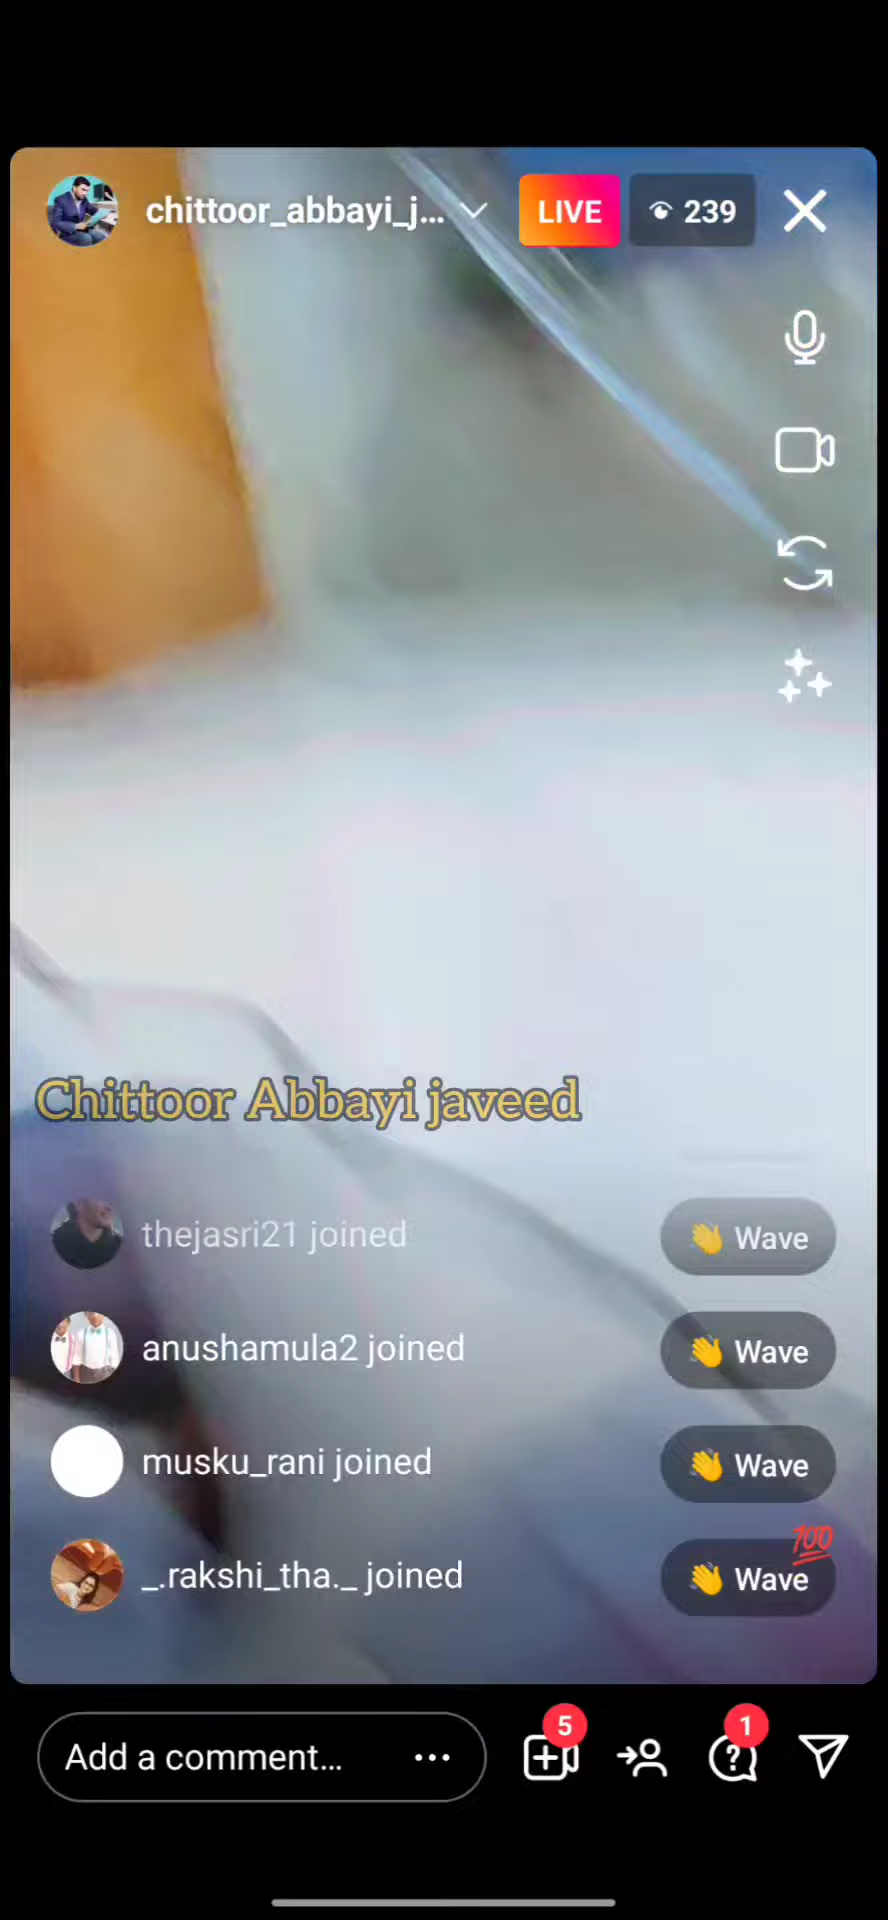 chittoor_abbayi_j...
LIVE
239
Chittoor Abbayi javeed
thejasri21 joined
👋 Wave
anushamula2 joined
👋 Wave
musku_rani joined
👋 Wave
_.rakshi_tha._ joined
👋 Wave
💯
Add a comment...
5
1